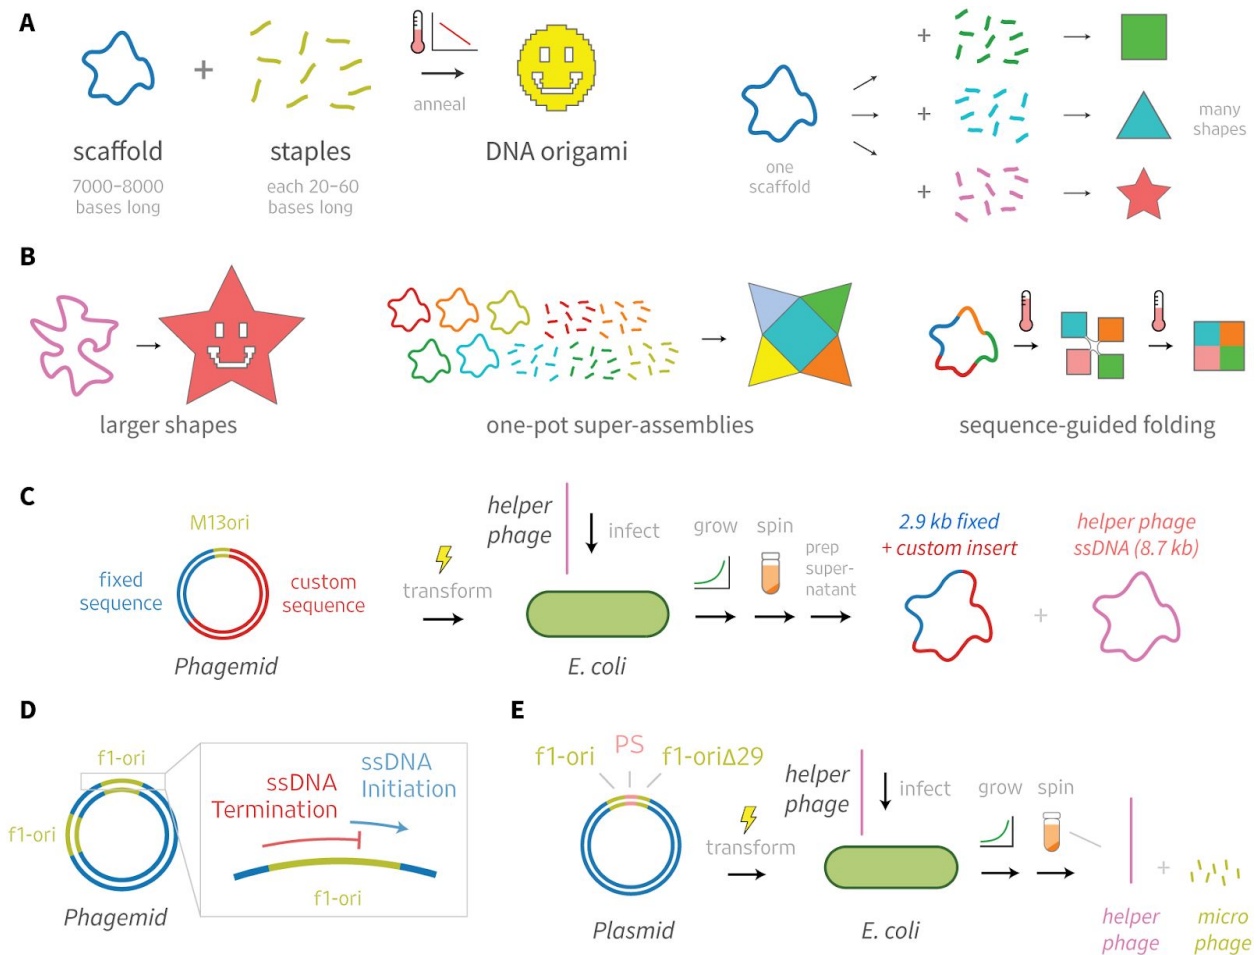 A
scaffold
7000–8000
bases long
+
staples
each 20–60
bases long
anneal
DNA origami
one
scaffold
+
+
+
many
shapes
B
larger shapes
one-pot super-assemblies
sequence-guided folding
C
M13ori
fixed
sequence
custom
sequence
Phagemid
transform
helper
phage
infect
E. coli
grow
spin
prep
super-
natant
2.9 kb fixed
+ custom insert
+
helper phage
ssDNA (8.7 kb)
D
f1-ori
f1-ori
Phagemid
ssDNA
Termination
ssDNA
Initiation
f1-ori
E
f1-ori
PS
f1-oriΔ29
Plasmid
transform
helper
phage
infect
E. coli
grow
spin
helper
phage
+
micro
phage